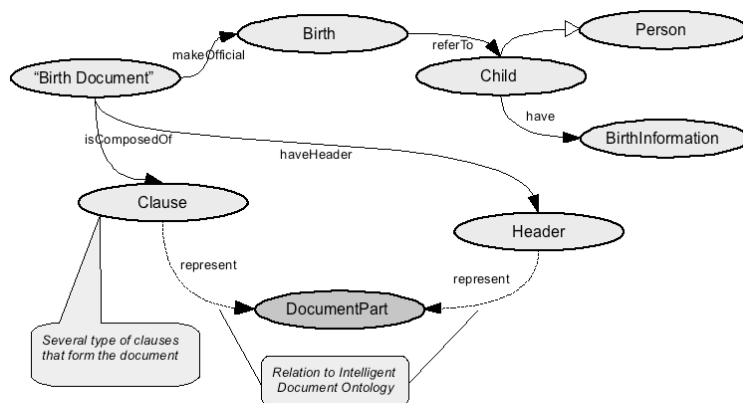 Birth
Person
makeOfficial
referTo
“Birth Document”
Child
have
isComposedOf
BirthInformation
haveHeader
Clause
Header
represent
represent
DocumentPart
Several type of clauses
that form the document
Relation to Intelligent
Document Ontology